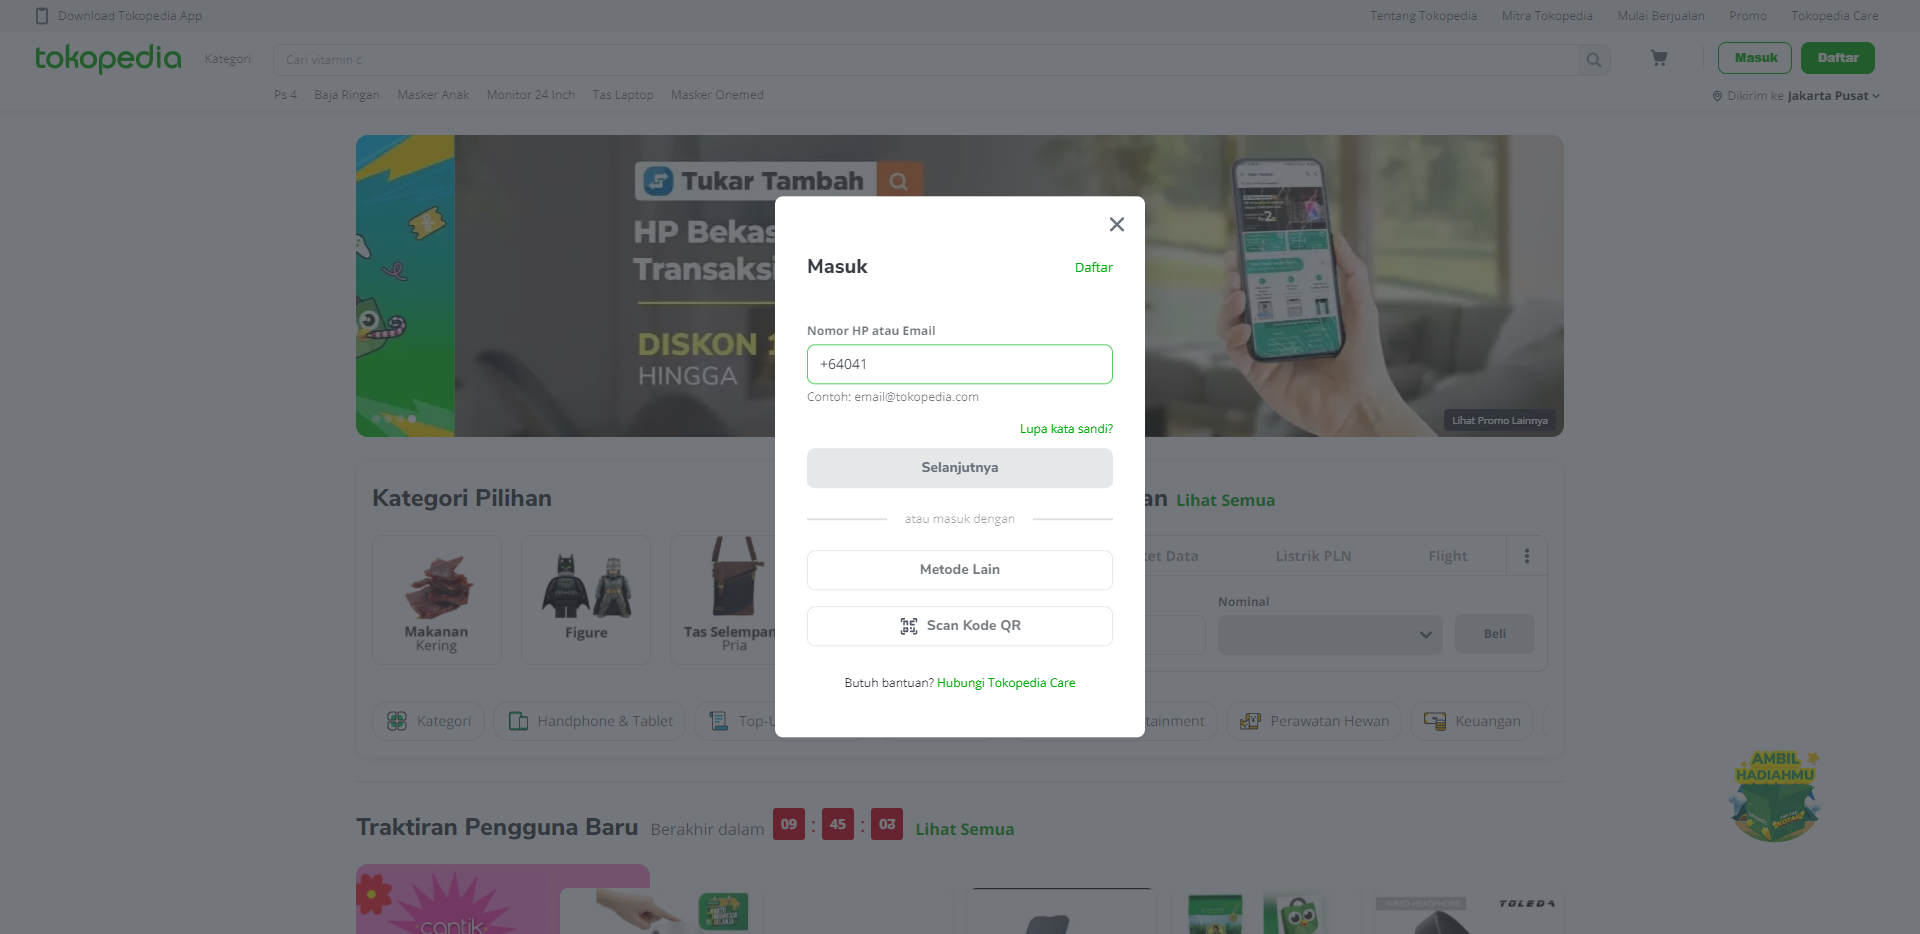 Download Tokopedia App
Tentang Tokopedia Mitra Tokopedia Mulai Berjualan Promo Tokopedia Care
tokopedia Kategori Cari vitamin c Masuk Daftar
Ps 4 Baja Ringan Masker Anak Monitor 24 Inch Tas Laptop Masker Onemed
Dikirim ke Jakarta Pusat
Tukar Tambah
HP Bekas
Transaksi
DISKON
HINGGA
Lihat Promo Lainnya
Masuk
Daftar
Nomor HP atau Email
+64041
Contoh: email@tokopedia.com
Lupa kata sandi?
Selanjutnya
atau masuk dengan
Metode Lain
Scan Kode QR
Butuh bantuan? Hubungi Tokopedia Care
Kategori Pilihan
Lihat Semua
Makanan
Kering
Figure
Tas Selempan
Pria
Data Listrik PLN Flight
Nominal
Beli
Kategori Handphone & Tablet Top-U tainment Perawatan Hewan Keuangan
AMBIL
HADIAHMU
Traktiran Pengguna Baru Berakhir dalam 09 : 45 : 03 Lihat Semua
cantik
WIRED HEADPHONE
TOLEDA